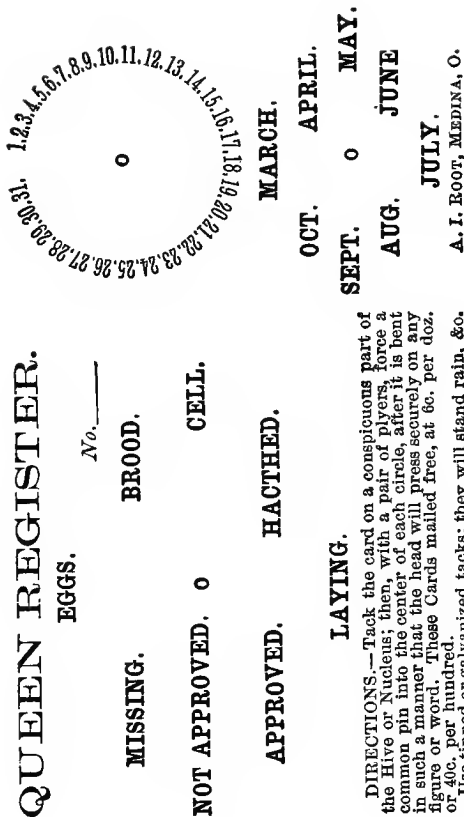 QUEEN REGISTER.
EGGS.
No.
MISSING. BROOD.
NOT APPROVED. o CELL.
APPROVED. HACTHED.
LAYING.
DIRECTIONS.—Tack the card on a conspicuous part of
the Hive or Nucleus; then, with a pair of plyers, force a
common pin into the center of each circle, after it is bent
in such a manner that the head will press securely on any
figure or word. These Cards mailed free, at 6c. per doz.
or 40c. per hundred.
tacks; they will stand rain, &c.
1.2.3.4.5.6.7.8.9.10.11.12.13.14.15.16.17.18.19.20.21.22.23.24.25.26.27.28.29.30.31.
o
MARCH.
OCT. APRIL.
SEPT. o MAY.
AUG. JUNE
JULY.
A. I. ROOT, MEDINA, O.